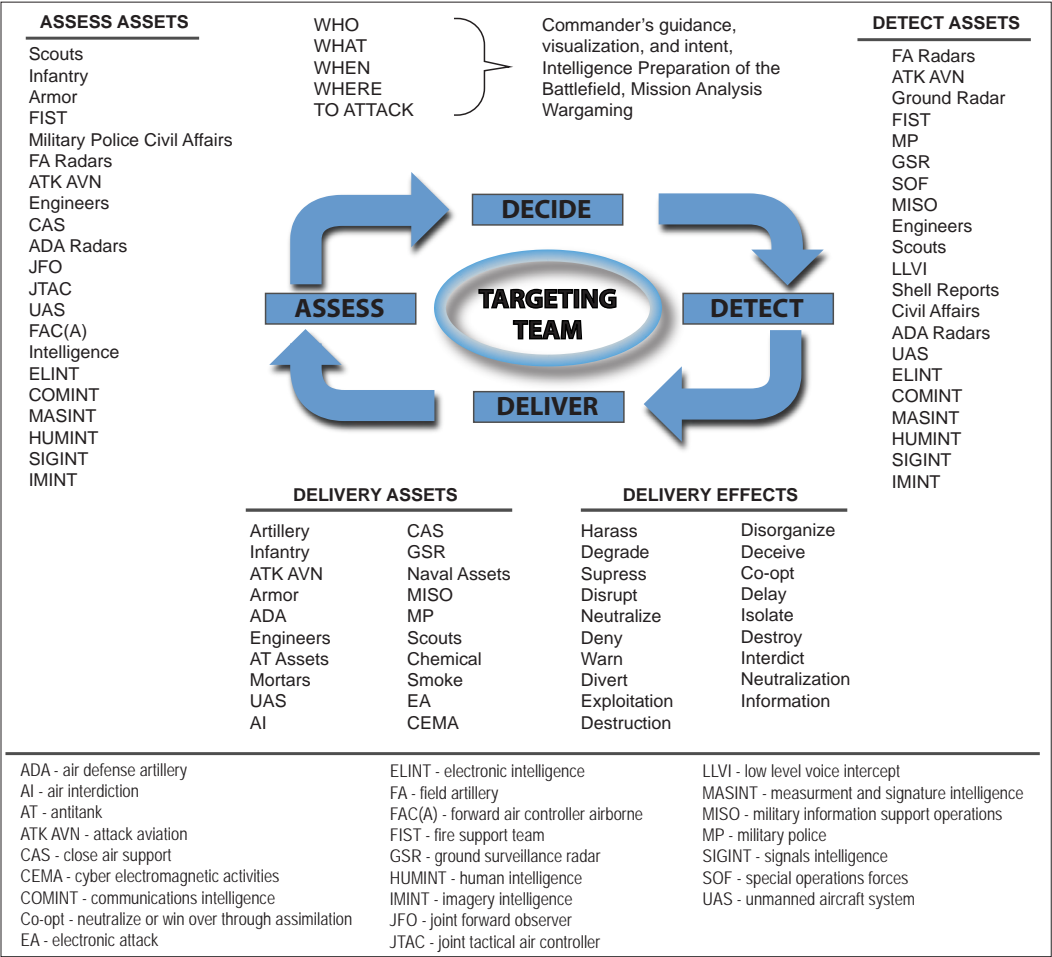 ASSESS ASSETS
Scouts
Infantry
Armor
FIST
Military Police Civil Affairs
FA Radars
ATK AVN
Engineers
CAS
ADA Radars
JFO
JTAC
UAS
FAC(A)
Intelligence
ELINT
COMINT
MASINT
HUMINT
SIGINT
IMINT
WHO
WHAT
WHEN
WHERE
TO ATTACK
Commander's guidance,
visualization, and intent,
Intelligence Preparation of the
Battlefield, Mission Analysis
Wargaming
DETECT ASSETS
FA Radars
ATK AVN
Ground Radar
FIST
MP
GSR
SOF
MISO
Engineers
Scouts
LLVI
Shell Reports
Civil Affairs
ADA Radars
UAS
ELINT
COMINT
MASINT
HUMINT
SIGINT
IMINT
DECIDE
ASSESS
TARGETING
TEAM
DETECT
DELIVER
DELIVERY ASSETS
Artillery
Infantry
ATK AVN
Armor
ADA
Engineers
AT Assets
Mortars
UAS
AI
CAS
GSR
Naval Assets
MISO
MP
Scouts
Chemical
Smoke
EA
CEMA
DELIVERY EFFECTS
Harass
Degrade
Supress
Disrupt
Neutralize
Deny
Warn
Divert
Exploitation
Destruction
Disorganize
Deceive
Co-opt
Delay
Isolate
Destroy
Interdict
Neutralization
Information
ADA - air defense artillery
AI - air interdiction
AT - antitank
ATK AVN - attack aviation
CAS - close air support
CEMA - cyber electromagnetic activities
COMINT - communications intelligence
Co-opt - neutralize or win over through assimilation
EA - electronic attack
ELINT - electronic intelligence
FA - field artillery
FAC(A) - forward air controller airborne
FIST - fire support team
GSR - ground surveillance radar
HUMINT - human intelligence
IMINT - imagery intelligence
JFO - joint forward observer
JTAC - joint tactical air controller
LLVI - low level voice intercept
MASINT - measurment and signature intelligence
MISO - military information support operations
MP - military police
SIGINT - signals intelligence
SOF - special operations forces
UAS - unmanned aircraft system